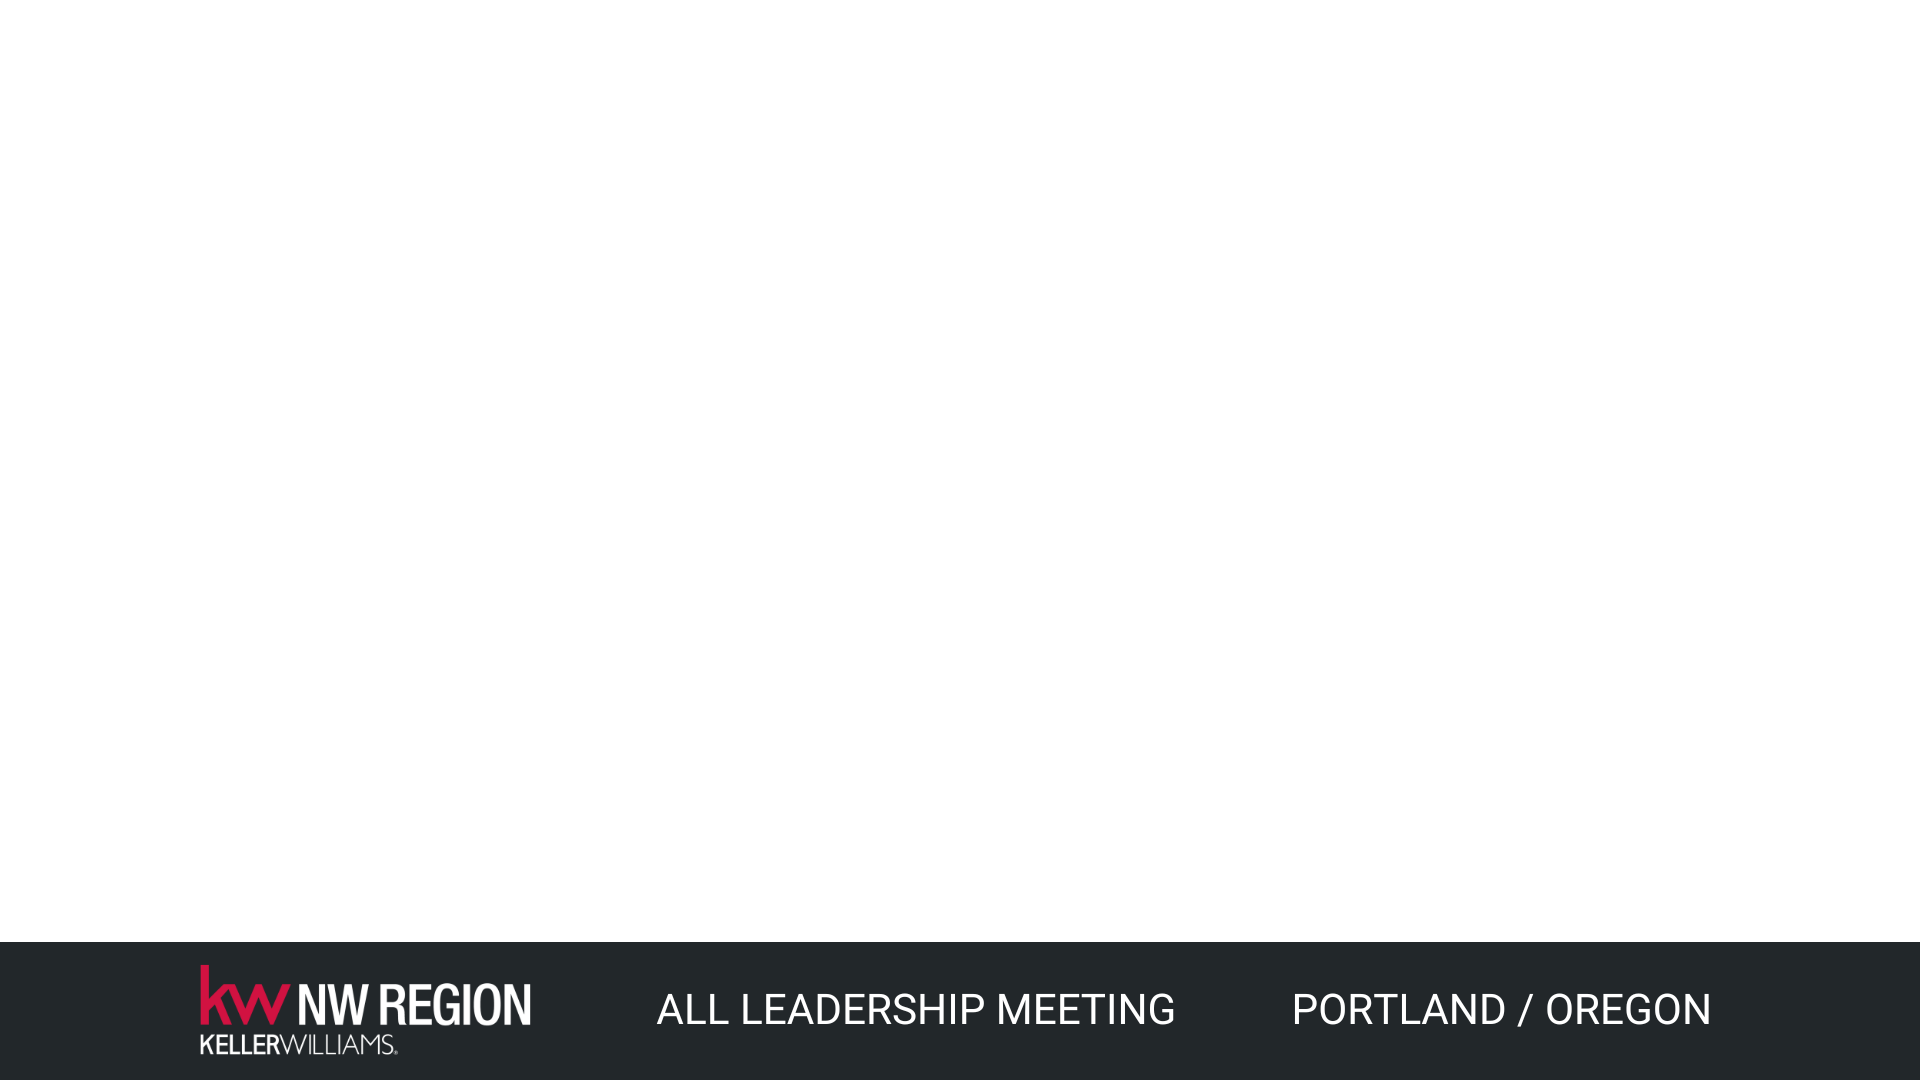 kw NW REGION
KELLERWILLIAMS®
ALL LEADERSHIP MEETING
PORTLAND / OREGON